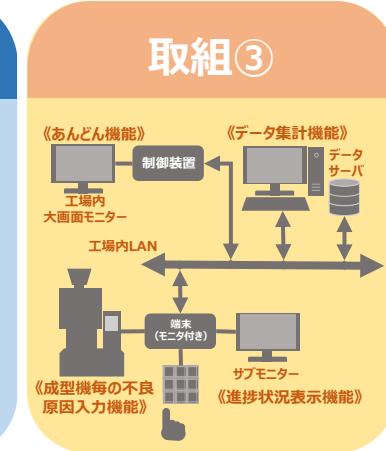 取組③
《あんどん機能》
《データ集計機能》
制御装置
データ
サーバ
工場内
大画面モニター
工場内LAN
端末
(モニタ付き)
サブモニター
《成型機毎の不良
原因入力機能》
《進捗状況表示機能》